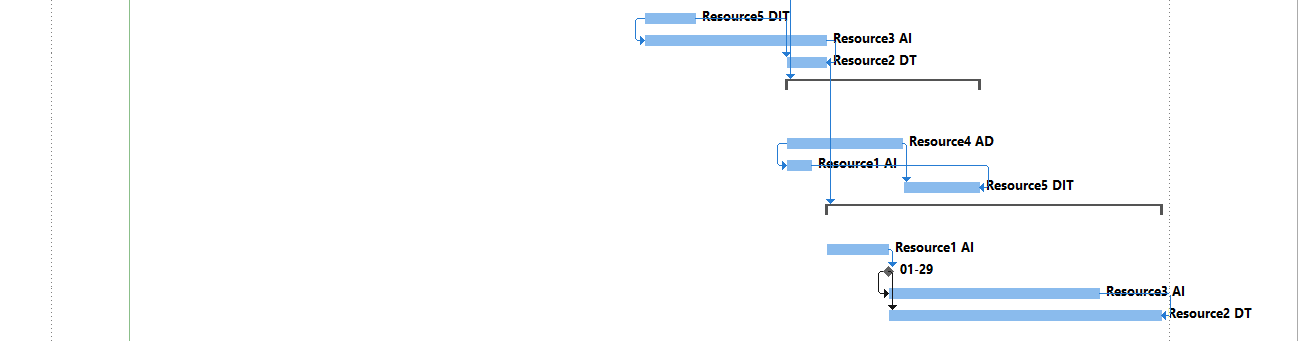 Resource5 DIT
Resource3 AI
Resource2 DT
Resource4 AD
Resource1 AI
Resource5 DIT
Resource1 AI
01-29
Resource3 AI
Resource2 DT